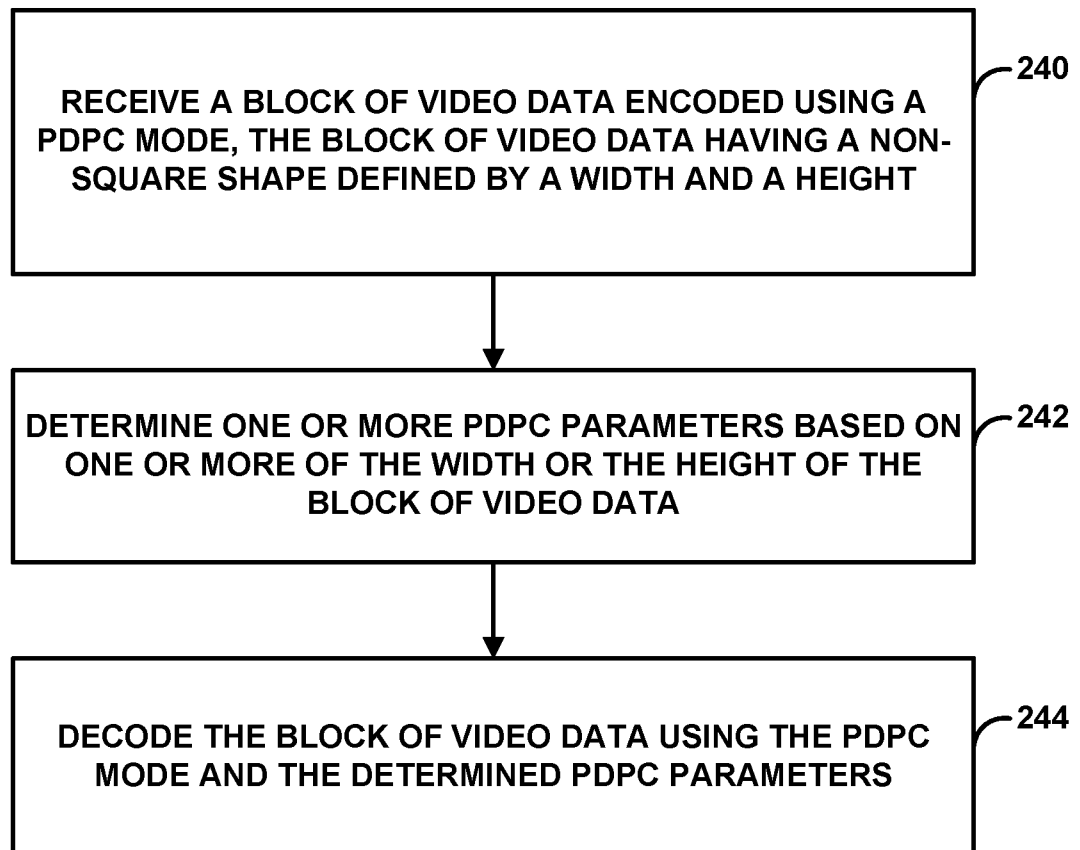 RECEIVE A BLOCK OF VIDEO DATA ENCODED USING A
PDPC MODE, THE BLOCK OF VIDEO DATA HAVING A NON-
SQUARE SHAPE DEFINED BY A WIDTH AND A HEIGHT
240
DETERMINE ONE OR MORE PDPC PARAMETERS BASED ON
ONE OR MORE OF THE WIDTH OR THE HEIGHT OF THE
BLOCK OF VIDEO DATA
242
DECODE THE BLOCK OF VIDEO DATA USING THE PDPC
MODE AND THE DETERMINED PDPC PARAMETERS
244